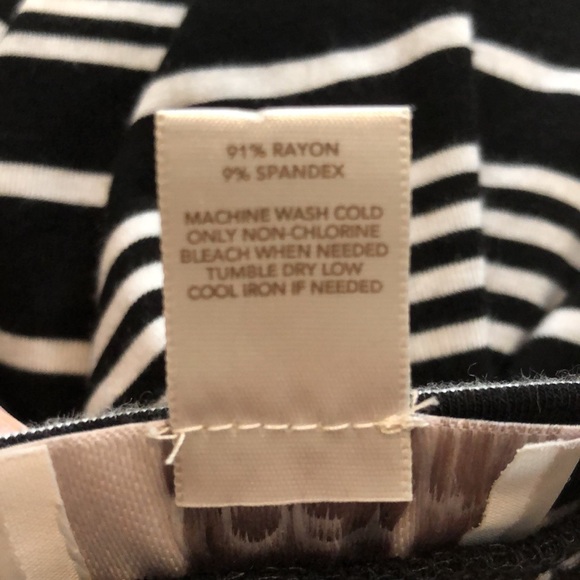 91% RAYON
9% SPANDEX
MACHINE WASH COLD
ONLY NON-CHLORINE
BLEACH WHEN NEEDED
TUMBLE DRY LOW
COOL IRON IF NEEDED